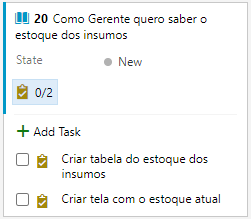 20 Como Gerente quero saber o
estoque dos insumos
State New
0/2
+ Add Task
Criar tabela do estoque dos
insumos
Criar tela com o estoque atual